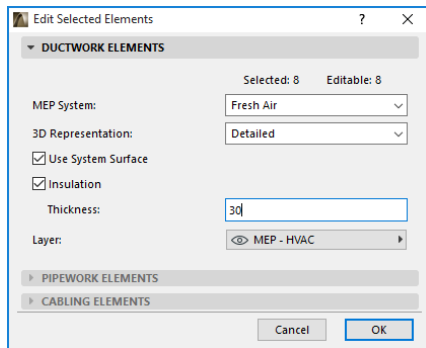 Edit Selected Elements ? ×
DUCTWORK ELEMENTS
Selected: 8 Editable: 8
MEP System: Fresh Air
3D Representation: Detailed
Use System Surface
Insulation
Thickness: 30
Layer: MEP - HVAC
PIPEWORK ELEMENTS
CABLING ELEMENTS
Cancel OK